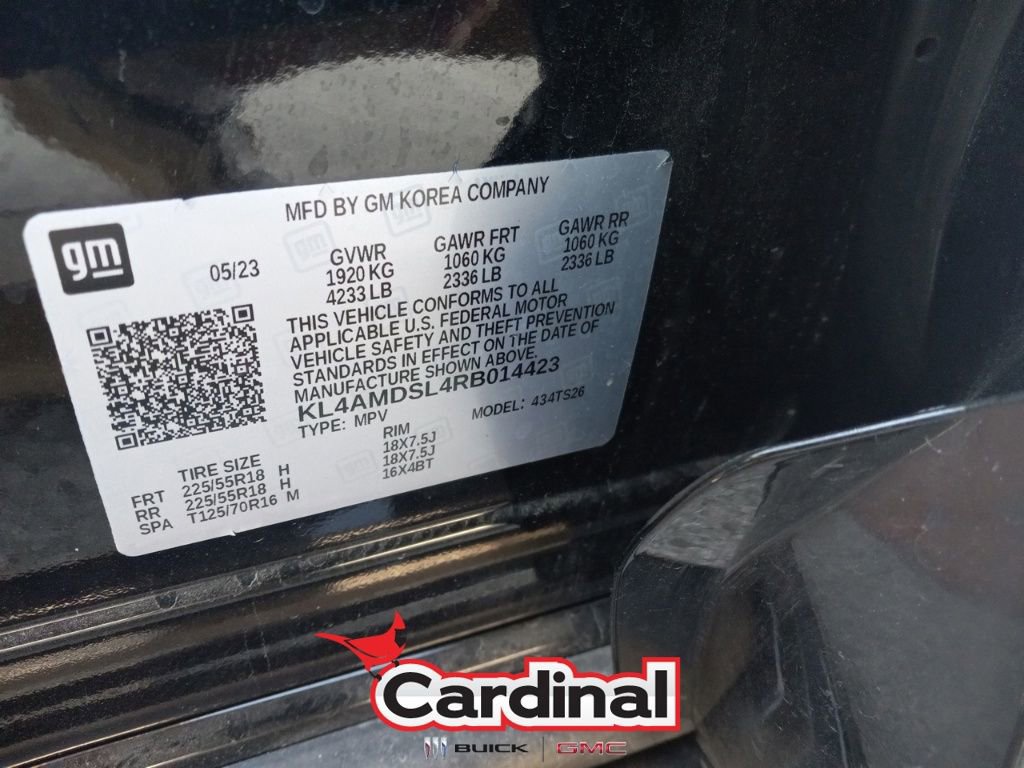 MFD BY GM KOREA COMPANY
gm
05/23
GVWR
1920 KG
4233 LB
GAWR FRT
1060 KG
2336 LB
GAWR RR
1060 KG
2336 LB
THIS VEHICLE CONFORMS TO ALL
APPLICABLE U.S. FEDERAL MOTOR
VEHICLE SAFETY AND THEFT PREVENTION
STANDARDS IN EFFECT ON THE DATE OF
MANUFACTURE SHOWN ABOVE.
KL4AMDSL4RB014423
TYPE: MPV MODEL: 434TS26
TIRE SIZE RIM
FRT 225/55R18 H 18X7.5J
RR 225/55R18 H 18X7.5J
SPA T125/70R16 M 16X4BT
Cardinal
BUICK | GMC